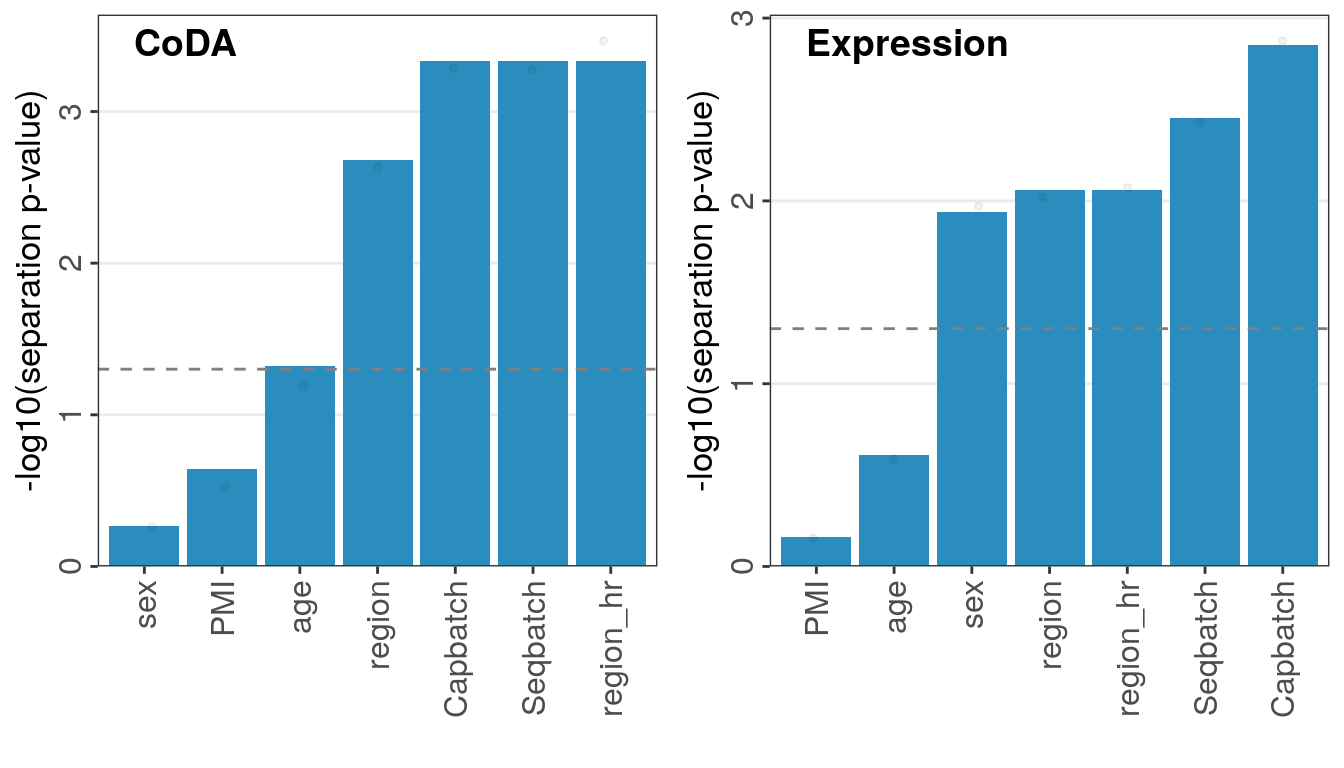 CoDA
-log10(separation p-value)
3
2
1
0
sex
PMI
age
region
Capbatch
Seqbatch
region_hr
Expression
-log10(separation p-value)
3
2
1
0
PMI
age
sex
region
region_hr
Seqbatch
Capbatch